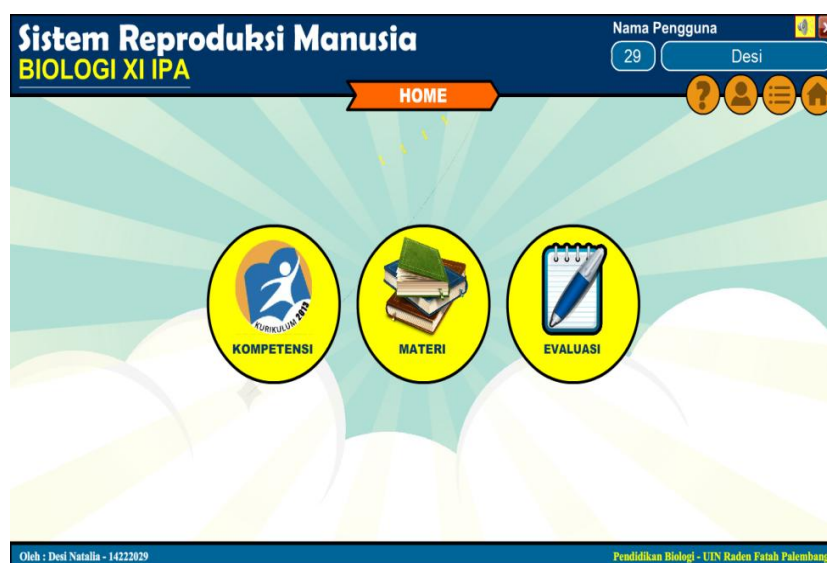 Sistem Reproduksi Manusia
BIOLOGI XI IPA
Nama Pengguna
29 Desi
HOME
?
KURIKULUM 2013
KOMPETENSI
MATERI
EVALUASI
Oleh : Desi Natalia - 14222029
Pendidikan Biologi - UIN Raden Fatah Palembang